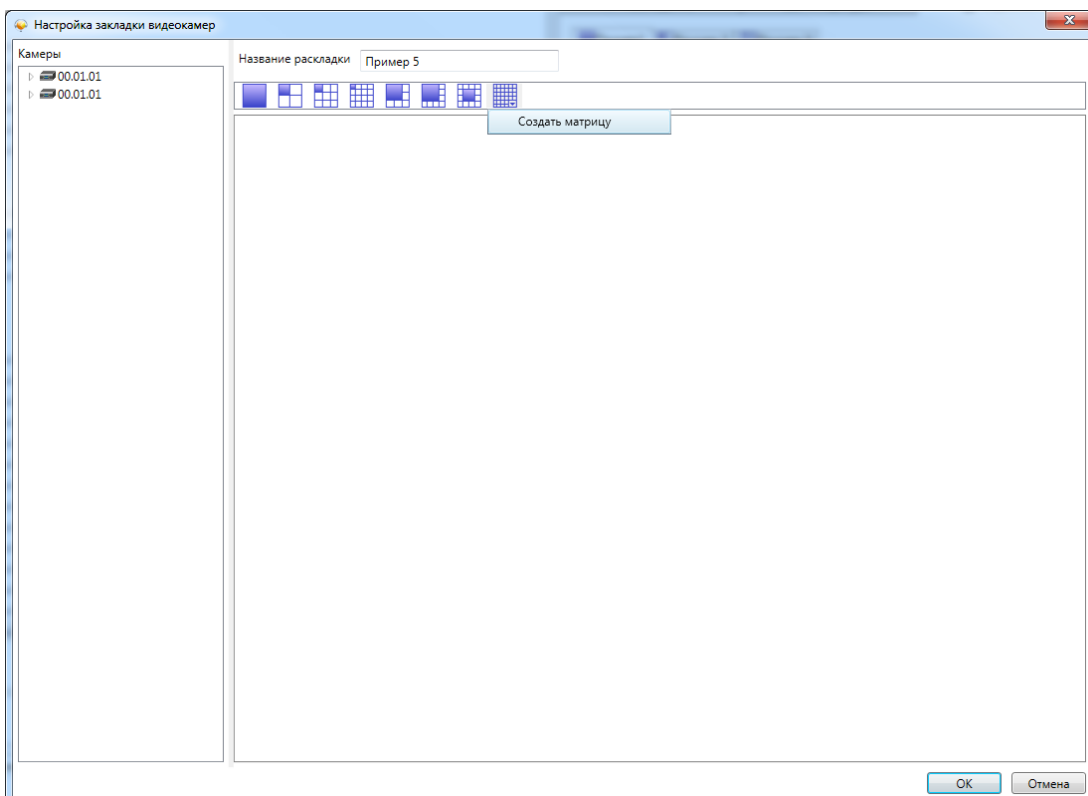 Настройка закладки видеокамер
Камеры
00.01.01
00.01.01
Название раскладки Пример 5
Создать матрицу
OK Отмена